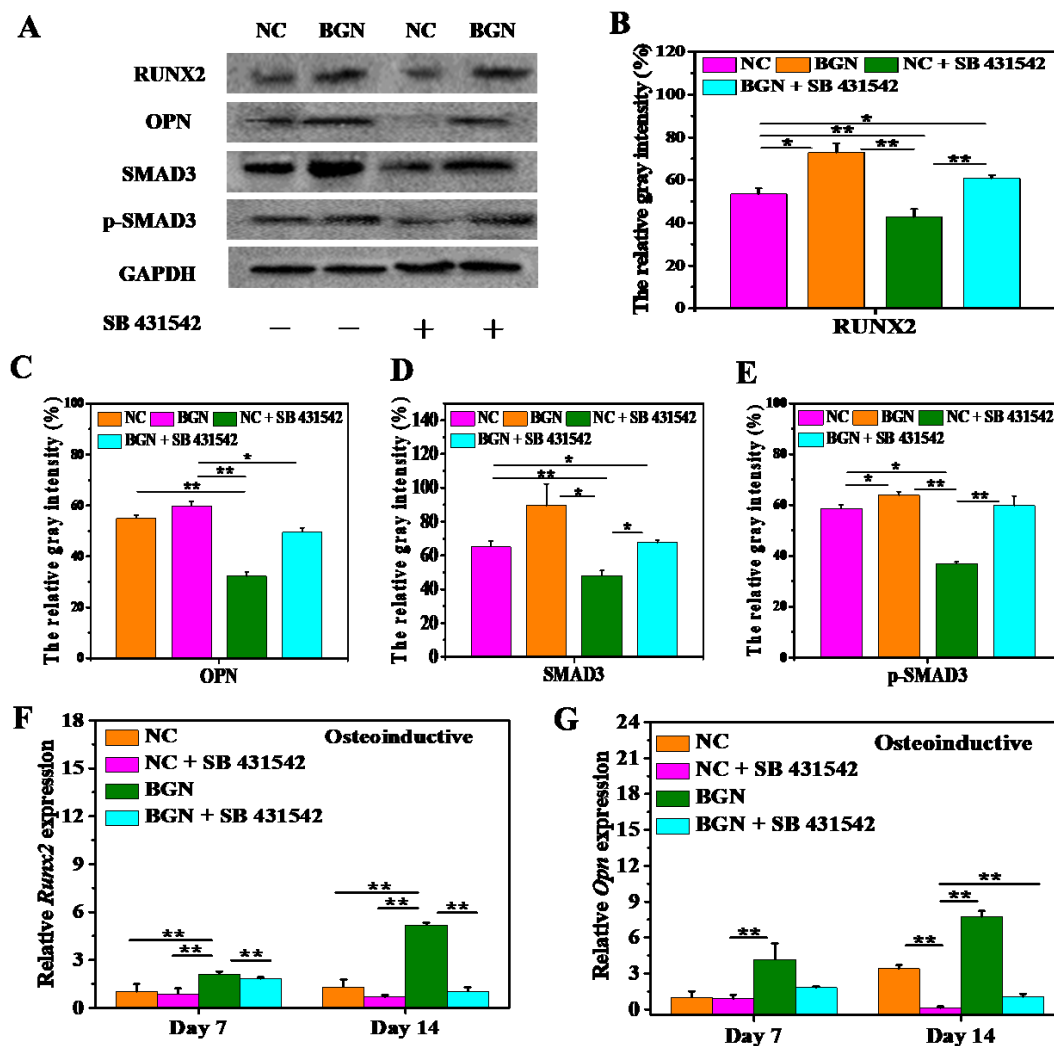 A
NC BGN NC BGN
RUNX2
OPN
SMAD3
p-SMAD3
GAPDH
SB 431542 − − + +
B
The relative gray intensity (%)
120
100
80
60
40
20
0
NC BGN NC + SB 431542
BGN + SB 431542
*
**
* ** **
RUNX2
C
The relative gray intensity (%)
100
80
60
40
20
0
NC BGN NC + SB 431542
BGN + SB 431542
*
**
**
OPN
D
The relative gray intensity (%)
140
120
100
80
60
40
20
0
NC BGN NC + SB 431542
BGN + SB 431542
*
**
*
*
SMAD3
E
The relative gray intensity (%)
100
80
60
40
20
0
NC BGN NC + SB 431542
BGN + SB 431542
*
* ** **
p-SMAD3
F
Relative Runx2 expression
18
15
12
9
6
3
0
NC
NC + SB 431542
BGN
BGN + SB 431542
Osteoinductive
**
** **
**
** **
Day 7 Day 14
G
Relative Opn expression
24
21
18
15
12
9
6
3
0
NC
NC + SB 431542
BGN
BGN + SB 431542
Osteoinductive
**
**
**
**
Day 7 Day 14